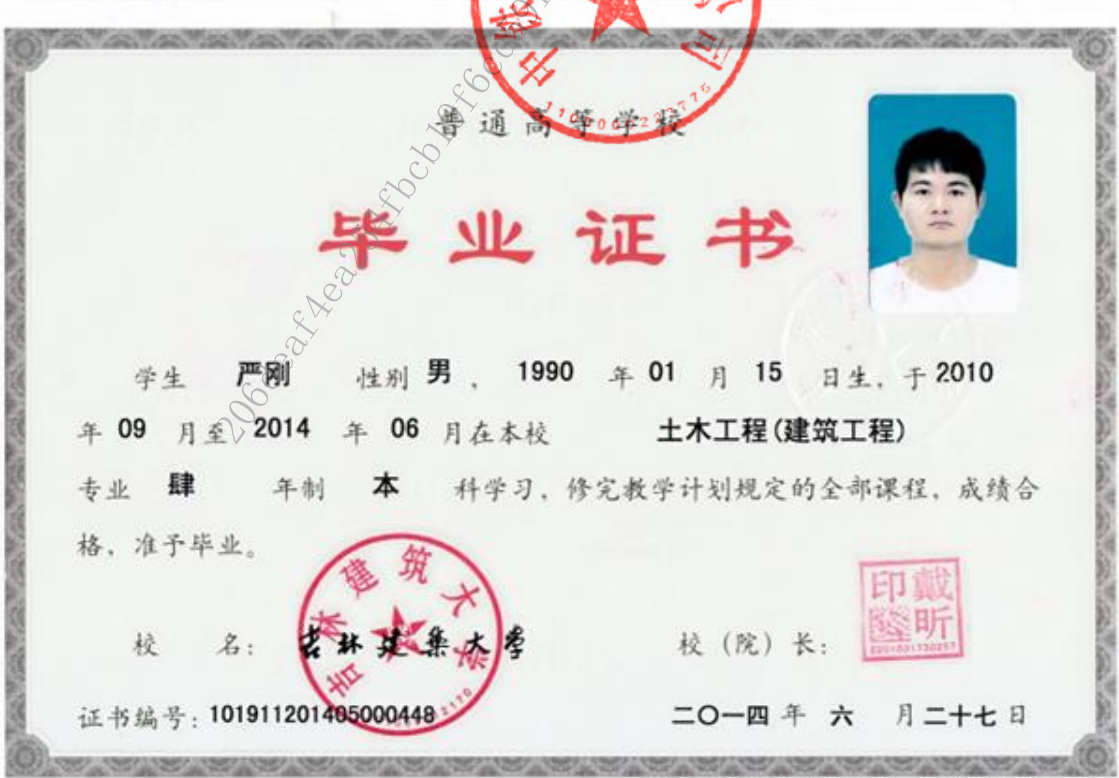 中
司
普通高等学校
毕业证书
学生 严刚 性别 男 、 1990 年 01 月 15 日生，于 2010
年 09 月至 2014 年 06 月在本校 土木工程(建筑工程)
专业 肆 年制 本 科学习、修完教学计划规定的全部课程，成绩合
格，准予毕业。
吉林建筑大学
印戴
昕
校 名: 吉林建筑大学 校（院）长:
证书编号: 101911201405000448 二〇一四 年 六 月 二十七 日